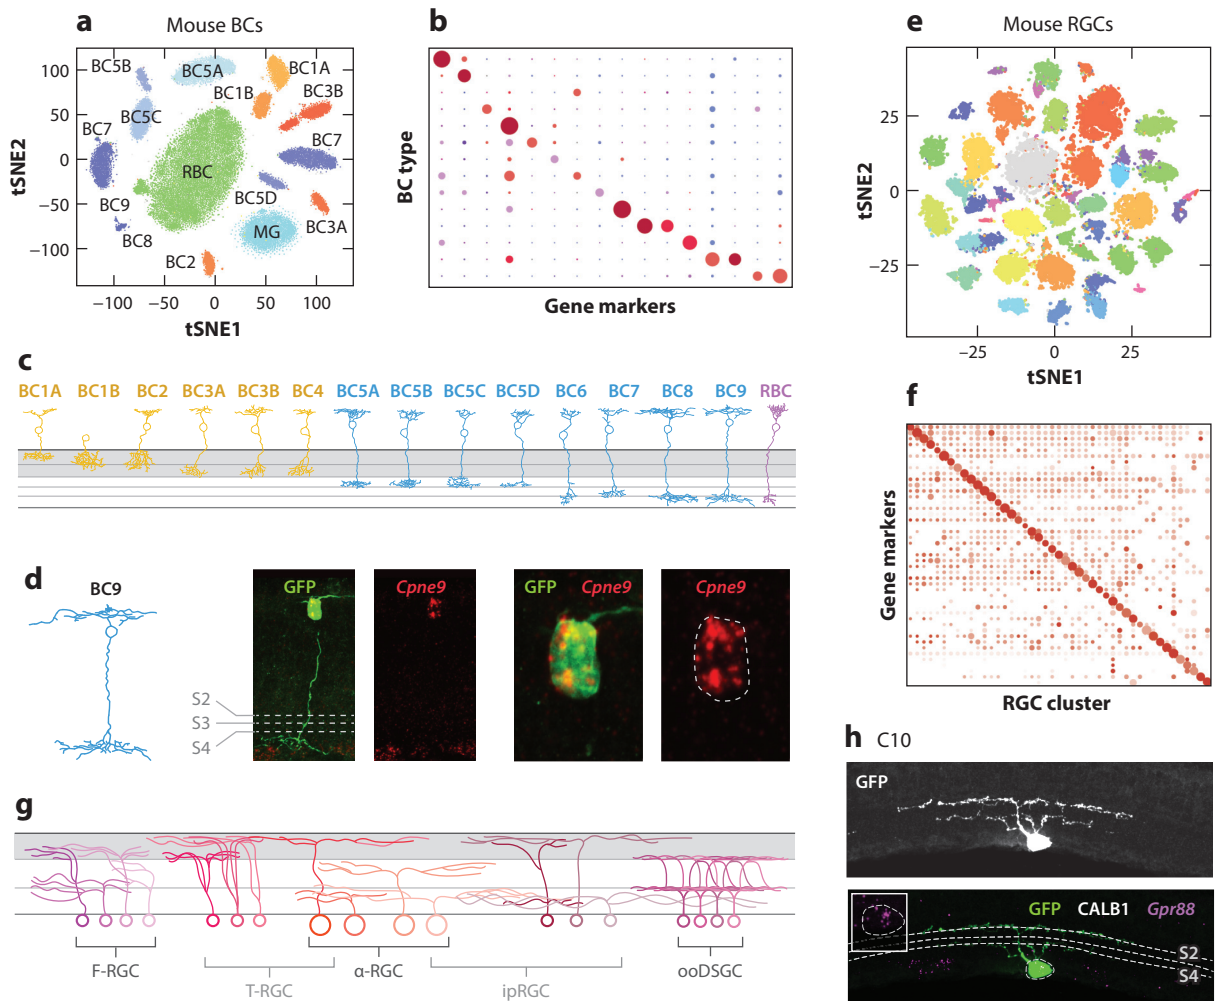 a
Mouse BCs
tSNE2
100
50
0
−50
−100
BC5B
BC5A
BC1A
BC1B
BC3B
BC5C
BC7
BC7
RBC
BC9
BC5D
BC8
MG
BC3A
BC2
−100
−50
0
50
100
tSNE1
b
BC type
Gene markers
e
Mouse RGCs
tSNE2
25
0
−25
−25
0
25
tSNE1
c
BC1A BC1B BC2 BC3A BC3B BC4 BC5A BC5B BC5C BC5D BC6 BC7 BC8 BC9 RBC
f
Gene markers
RGC cluster
d
BC9
GFP
Cpne9
GFP Cpne9
Cpne9
S2
S3
S4
g
F-RGC
T-RGC
α-RGC
ipRGC
ooDSGC
h C10
GFP
GFP CALB1 Gpr88
S2
S4